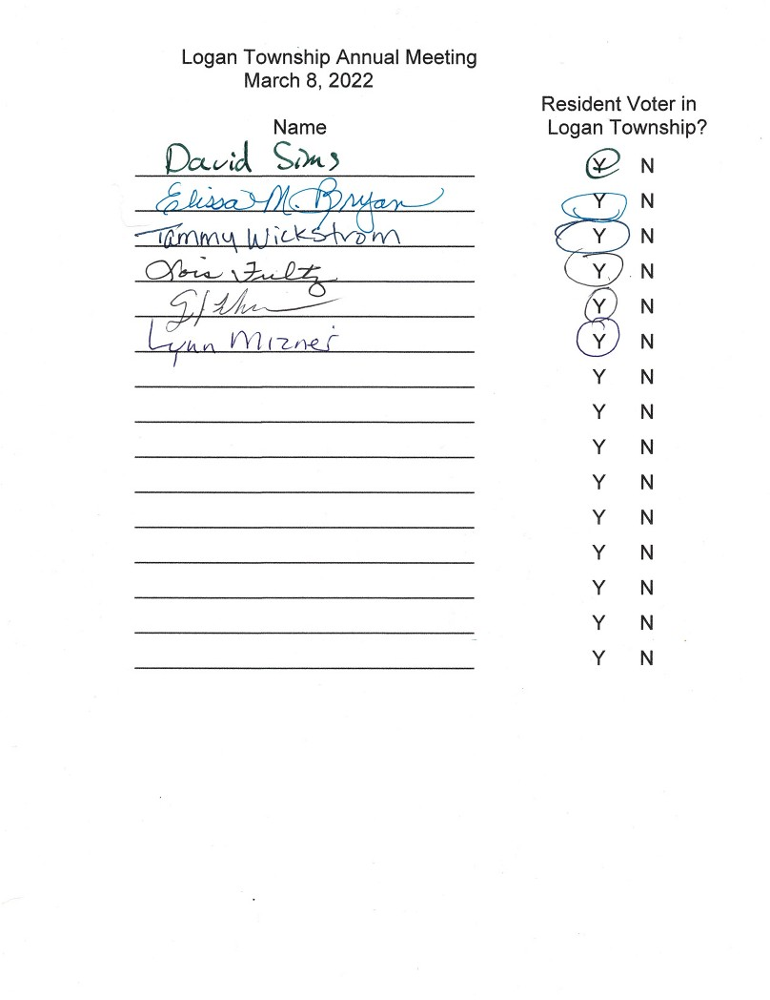 Logan Township Annual Meeting
March 8, 2022
Resident Voter in
Name Logan Township?
David Sims Y N
Elissa M. Bryan Y N
Tammy Wickstrom Y N
Lois Fultz Y N
Y N
Lynn Mizner Y N
Y N
Y N
Y N
Y N
Y N
Y N
Y N
Y N
Y N